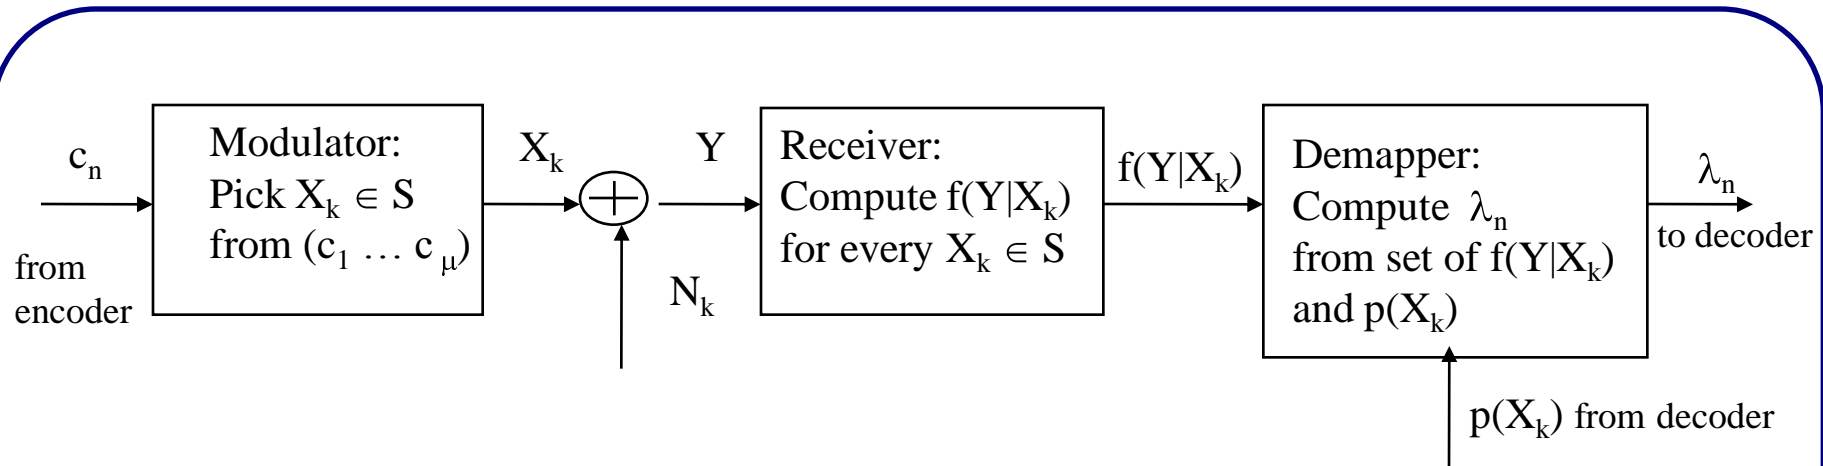 c_n
from
encoder
Modulator:
Pick X_k ∈ S
from (c_1 … c_μ)
X_k
N_k
Y
Receiver:
Compute f(Y|X_k)
for every X_k ∈ S
f(Y|X_k)
Demapper:
Compute λ_n
from set of f(Y|X_k)
and p(X_k)
λ_n
to decoder
p(X_k) from decoder